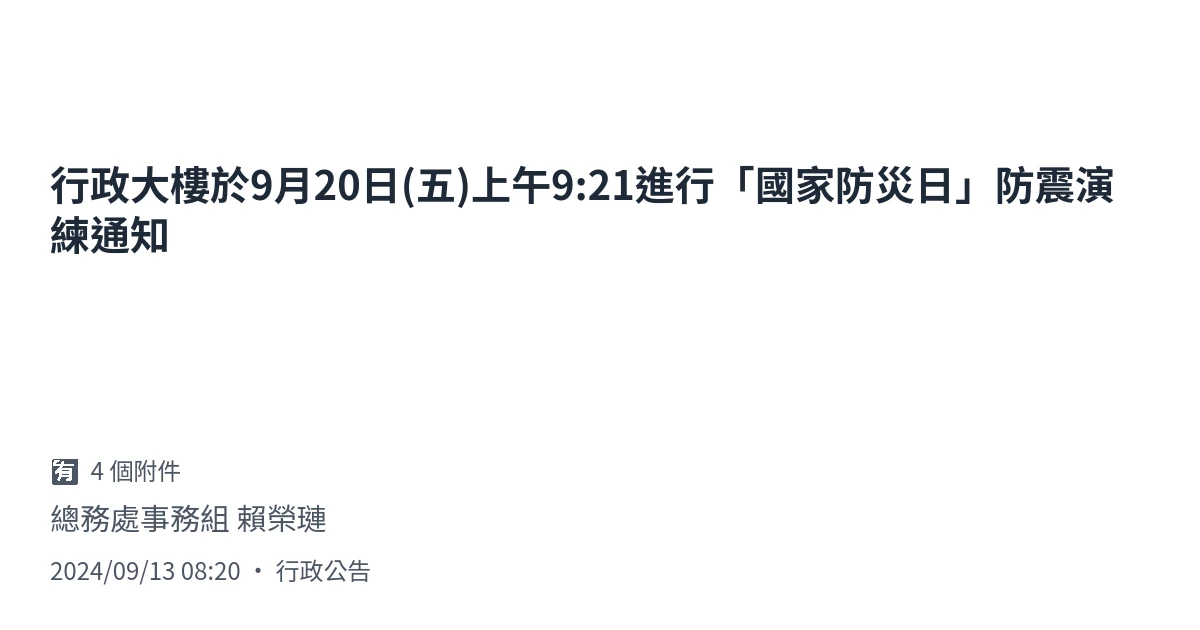 行政大樓於9月20日(五)上午9:21進行「國家防災日」防震演
練通知
有 4 個附件
總務處事務組 賴榮璉
2024/09/13 08:20 ・ 行政公告